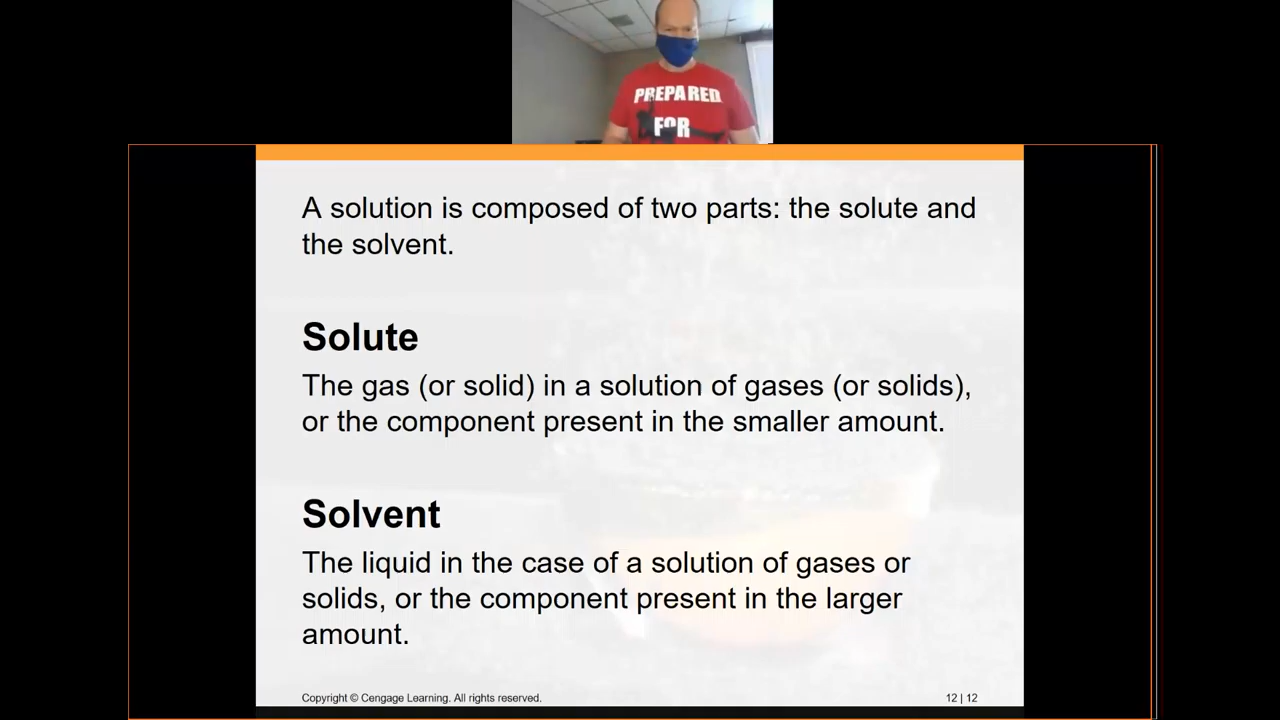 PREPARED
FOR
A solution is composed of two parts: the solute and
the solvent.
Solute
The gas (or solid) in a solution of gases (or solids),
or the component present in the smaller amount.
Solvent
The liquid in the case of a solution of gases or
solids, or the component present in the larger
amount.
Copyright © Cengage Learning. All rights reserved.
12 | 12